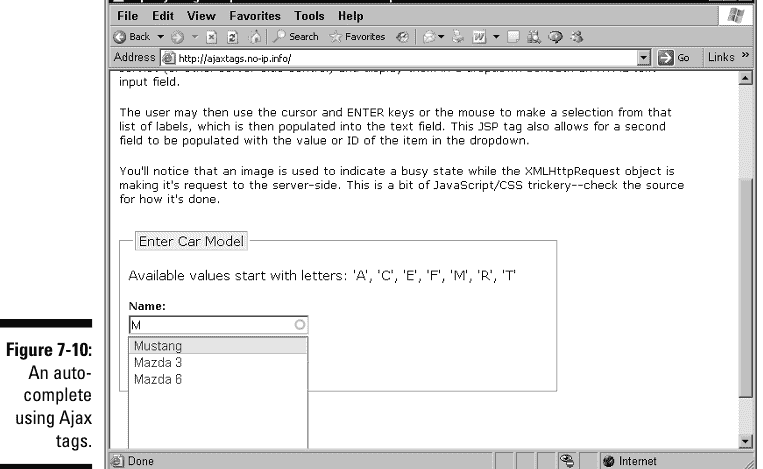 File Edit View Favorites Tools Help
Back Search Favorites
Address http://ajaxtags.no-ip.info/ Go Links »
input field.
The user may then use the cursor and ENTER keys or the mouse to make a selection from that
list of labels, which is then populated into the text field. This JSP tag also allows for a second
field to be populated with the value or ID of the item in the dropdown.
You'll notice that an image is used to indicate a busy state while the XMLHttpRequest object is
making it's request to the server-side. This is a bit of JavaScript/CSS trickery--check the source
for how it's done.
Enter Car Model
Available values start with letters: 'A', 'C', 'E', 'F', 'M', 'R', 'T'
Name:
M
Mustang
Mazda 3
Mazda 6
Done Internet
Figure 7-10:
An auto-
complete
using Ajax
tags.